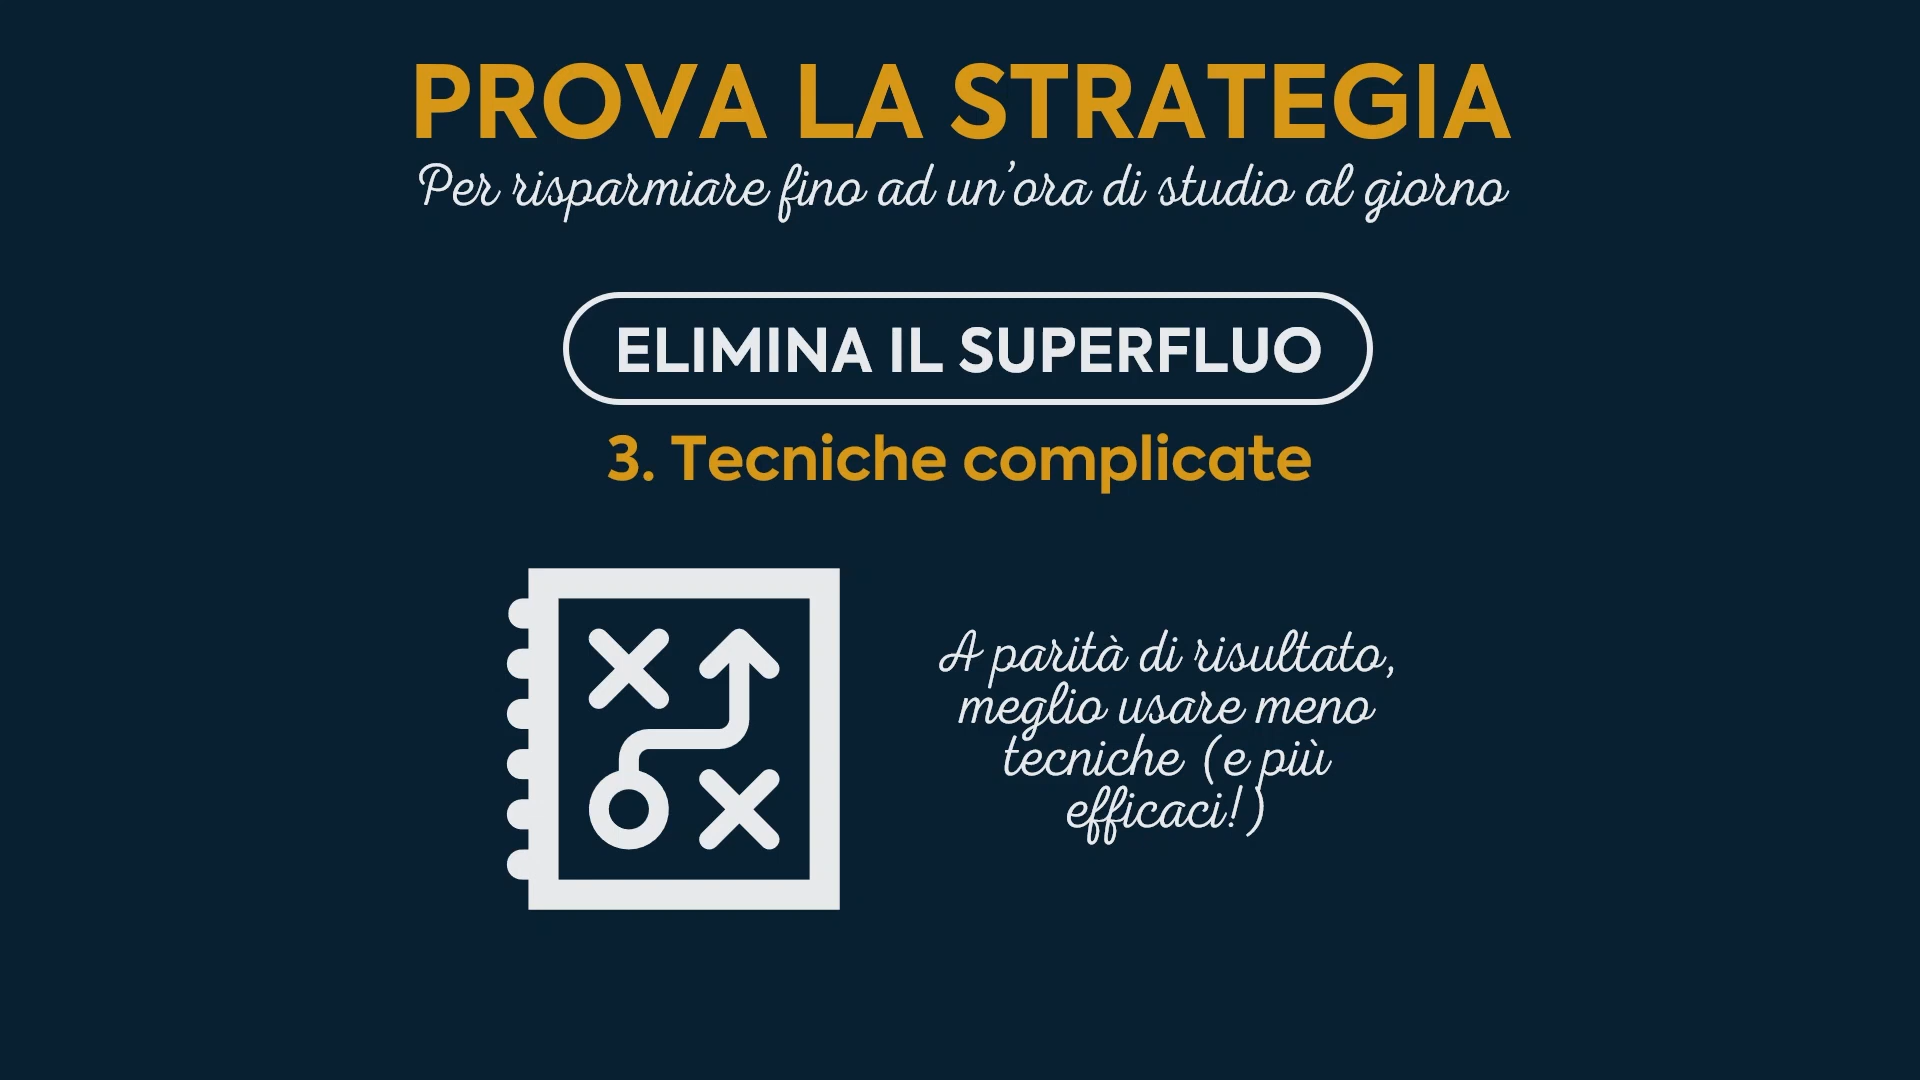 PROVA LA STRATEGIA
Per risparmiare fino ad un'ora di studio al giorno
ELIMINA IL SUPERFLUO
3. Tecniche complicate
A parità di risultato,
meglio usare meno
tecniche (e più
efficaci!)